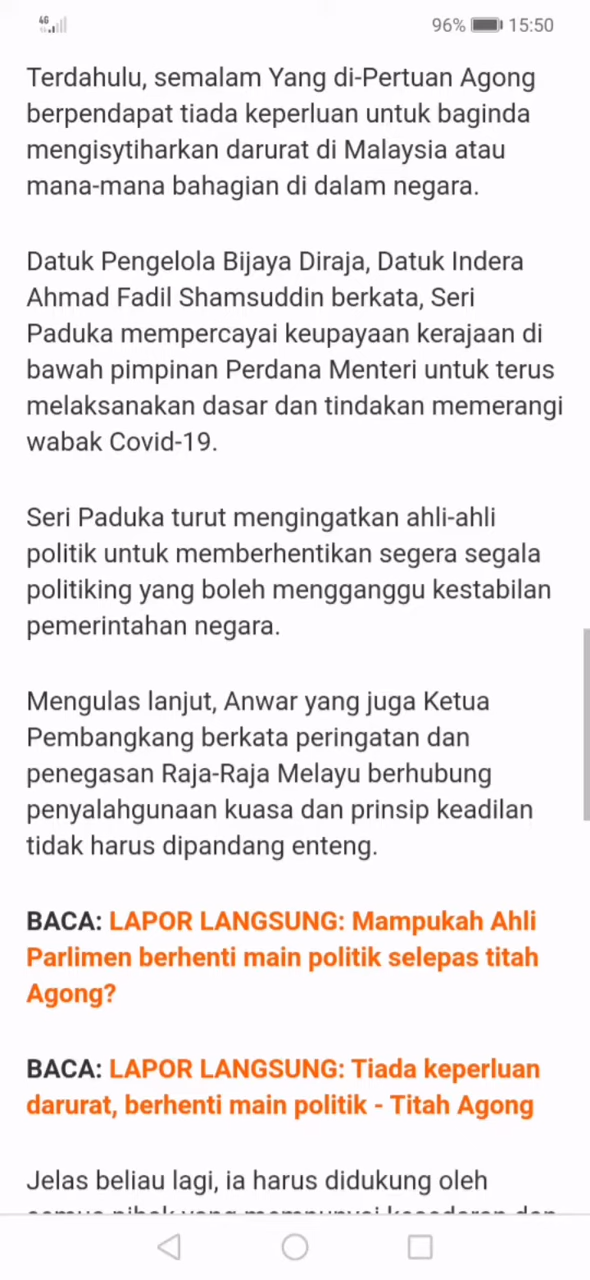 4G
96% 15:50
Terdahulu, semalam Yang di-Pertuan Agong
berpendapat tiada keperluan untuk baginda
mengisytiharkan darurat di Malaysia atau
mana-mana bahagian di dalam negara.
Datuk Pengelola Bijaya Diraja, Datuk Indera
Ahmad Fadil Shamsuddin berkata, Seri
Paduka mempercayai keupayaan kerajaan di
bawah pimpinan Perdana Menteri untuk terus
melaksanakan dasar dan tindakan memerangi
wabak Covid-19.
Seri Paduka turut mengingatkan ahli-ahli
politik untuk memberhentikan segera segala
politiking yang boleh mengganggu kestabilan
pemerintahan negara.
Mengulas lanjut, Anwar yang juga Ketua
Pembangkang berkata peringatan dan
penegasan Raja-Raja Melayu berhubung
penyalahgunaan kuasa dan prinsip keadilan
tidak harus dipandang enteng.
BACA: LAPOR LANGSUNG: Mampukah Ahli
Parlimen berhenti main politik selepas titah
Agong?
BACA: LAPOR LANGSUNG: Tiada keperluan
darurat, berhenti main politik - Titah Agong
Jelas beliau lagi, ia harus didukung oleh